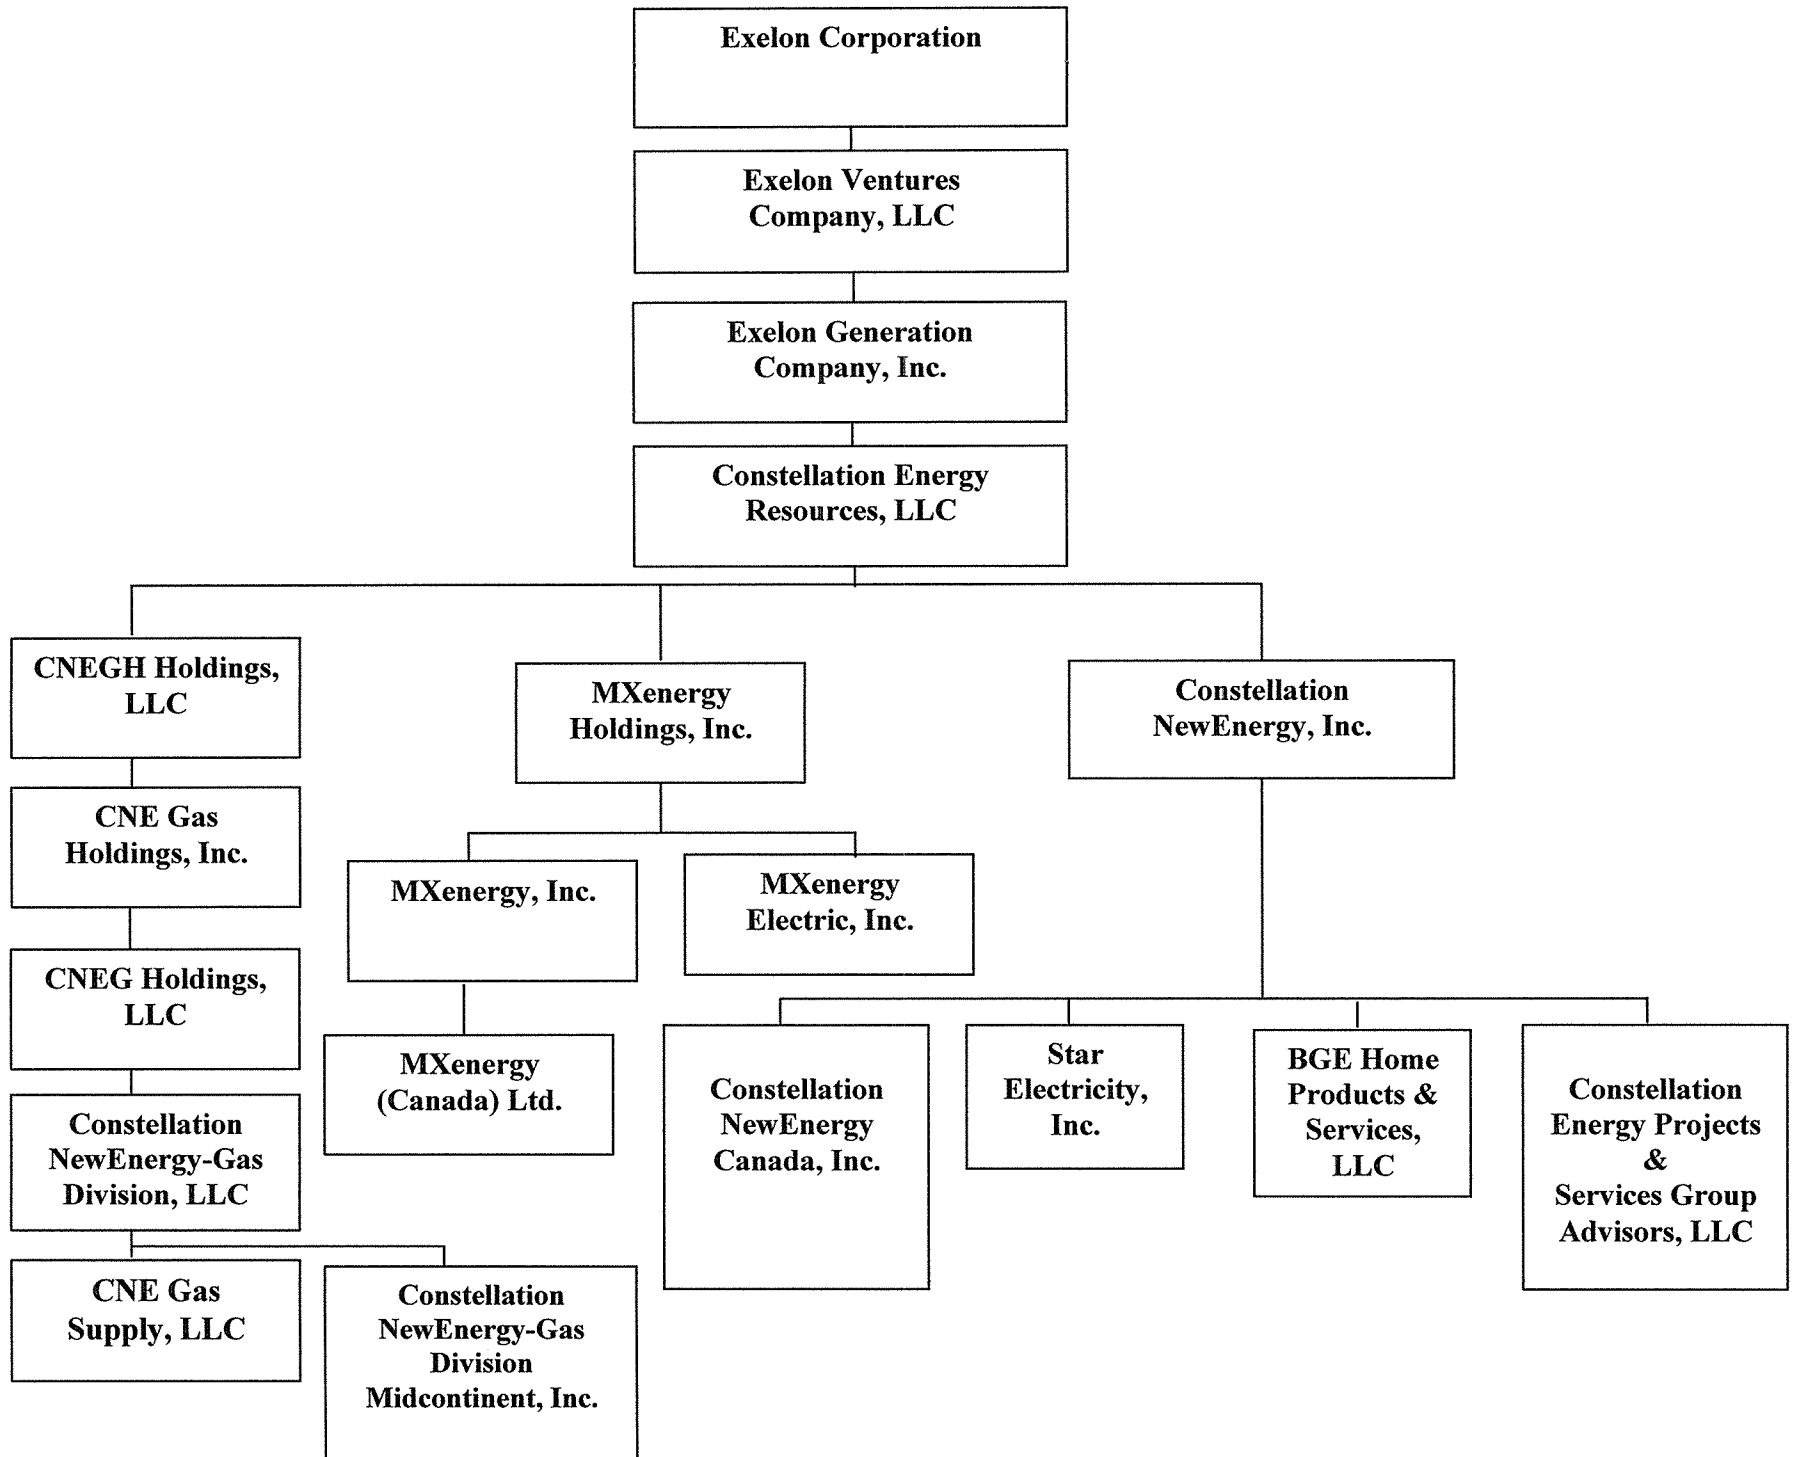 Exelon Corporation
Exelon Ventures
Company, LLC
Exelon Generation
Company, Inc.
Constellation Energy
Resources, LLC
CNEGH Holdings,
LLC
MXenergy
Holdings, Inc.
Constellation
NewEnergy, Inc.
CNE Gas
Holdings, Inc.
MXenergy, Inc.
MXenergy
Electric, Inc.
CNEG Holdings,
LLC
MXenergy
(Canada) Ltd.
Constellation
NewEnergy
Canada, Inc.
Star
Electricity,
Inc.
BGE Home
Products &
Services,
LLC
Constellation
Energy Projects
&
Services Group
Advisors, LLC
Constellation
NewEnergy-Gas
Division, LLC
CNE Gas
Supply, LLC
Constellation
NewEnergy-Gas
Division
Midcontinent, Inc.